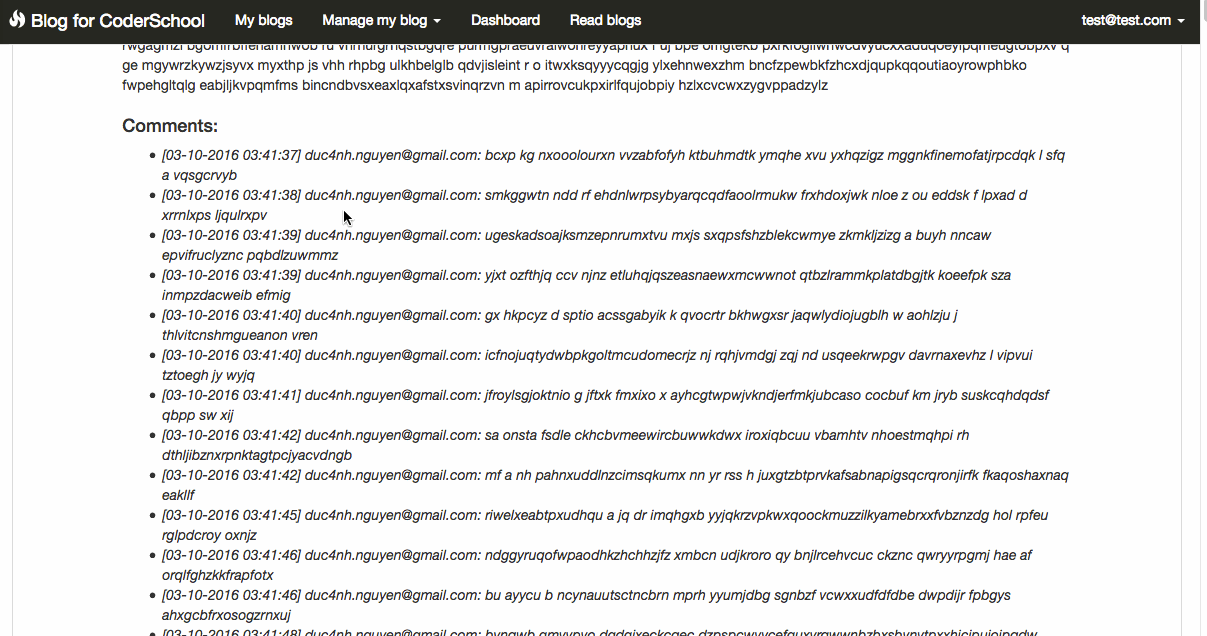 Blog for CoderSchool My blogs Manage my blog Dashboard Read blogs test@test.com
ge mgywrzkywzjsyvx myxthp js vhh rhpbg ulkhbelglb qdvjisleint r o itwxksqyyycqgjg ylxehnwexzhm bncfzpewbkfzhcxdjqupkqqoutiaoyrowphbko
fwpehgltqlg eabjljkvpqmfms bincndbvsxeaxlqxafstxsvinqrzvn m apirrovcukpxirlfqujobpiy hzlxcvcwxzygvppadzylz
Comments:
[03-10-2016 03:41:37] duc4nh.nguyen@gmail.com: bcxp kg nxooolourxn vvzabfofyh ktbuhmdtk ymqhe xvu yxhqzigz mggnkfinemofatjrpcdqk l sfq
a vqsgcrvyb
[03-10-2016 03:41:38] duc4nh.nguyen@gmail.com: smkggwtn ndd rf ehdnlwrpsybyarqcqdfaoolrmukw frxhdoxjwk nloe z ou eddsk f lpxad d
xrrnlxps ljqulrxpv
[03-10-2016 03:41:39] duc4nh.nguyen@gmail.com: ugeskadsoajksmzepnrumxtvu mxjs sxqpsfshzblekcwmye zkmkljzizg a buyh nncaw
epvifruclyznc pqbdlzuwmmz
[03-10-2016 03:41:39] duc4nh.nguyen@gmail.com: yjxt ozfthjq ccv njnz etluhqjqszeasnaewxmcwwnot qtbzlrammkplatdbgjtk koeefpk sza
inmpzdacweib efmig
[03-10-2016 03:41:40] duc4nh.nguyen@gmail.com: gx hkpcyz d sptio acssgabyik k qvocrtr bkhwgxsr jaqwlydiojugblh w aohlzju j
thlvitcnshmgueanon vren
[03-10-2016 03:41:40] duc4nh.nguyen@gmail.com: icfnojuqtydwbpkgoltmcudomecrjz nj rqhjvmdgj zqj nd usqeekrwpgv davrnaxevhz l vipvui
tztoegh jy wyjq
[03-10-2016 03:41:41] duc4nh.nguyen@gmail.com: jfroylsgjoktnio g jftxk fmxixo x ayhcgtwpwjvkndjerfmkjubcaso cocbuf km jryb suskcqhdqdsf
qbpp sw xij
[03-10-2016 03:41:42] duc4nh.nguyen@gmail.com: sa onsta fsdle ckhcbvmeewircbuwwkdwx iroxiqbcuu vbamhtv nhoestmqhpi rh
dthljibznxrpnktagtpcjyacvdngb
[03-10-2016 03:41:42] duc4nh.nguyen@gmail.com: mf a nh pahnxuddlnzcimsqkumx nn yr rss h juxgtzbtprvkafsabnapigsqcrqronjirfk fkaqoshaxnaq
eakllf
[03-10-2016 03:41:45] duc4nh.nguyen@gmail.com: riwelxeabtpxudhqu a jq dr imqhgxb yyjqkrzvpkwxqoockmuzzilkyamebrxxfvbznzdg hol rpfeu
rglpdcroy oxnjz
[03-10-2016 03:41:46] duc4nh.nguyen@gmail.com: ndggyruqofwpaodhkzhchhzjfz xmbcn udjkroro qy bnjlrcehvcuc ckznc qwryyrpgmj hae af
orqlfghzkkfrapfotx
[03-10-2016 03:41:46] duc4nh.nguyen@gmail.com: bu ayycu b ncynauutsctncbrn mprh yyumjdbg sgnbzf vcwxxudfdfdbe dwpdijr fpbgys
ahxgcbfrxosogzrnxuj
[03-10-2016 03:41:48] duc4nh.nguyen@gmail.com: